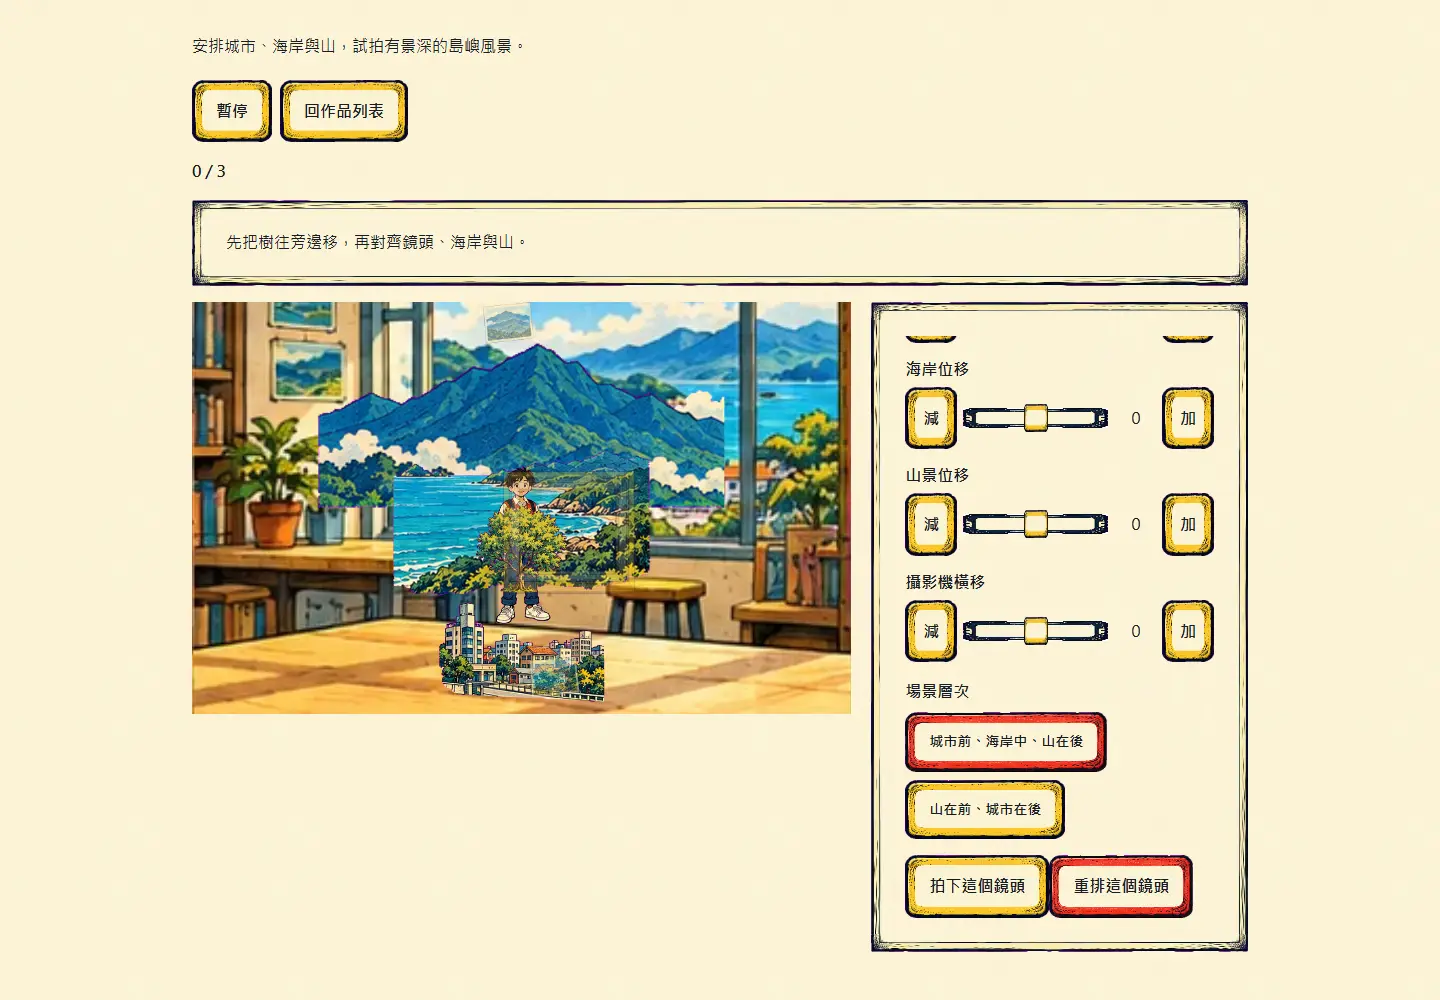 安排城市、海岸與山，試拍有景深的島嶼風景。
暫停
回作品列表
0 / 3
先把樹往旁邊移，再對齊鏡頭、海岸與山。
海岸位移
減
0
加
山景位移
減
0
加
攝影機橫移
減
0
加
場景層次
城市前、海岸中、山在後
山在前、城市在後
拍下這個鏡頭
重排這個鏡頭